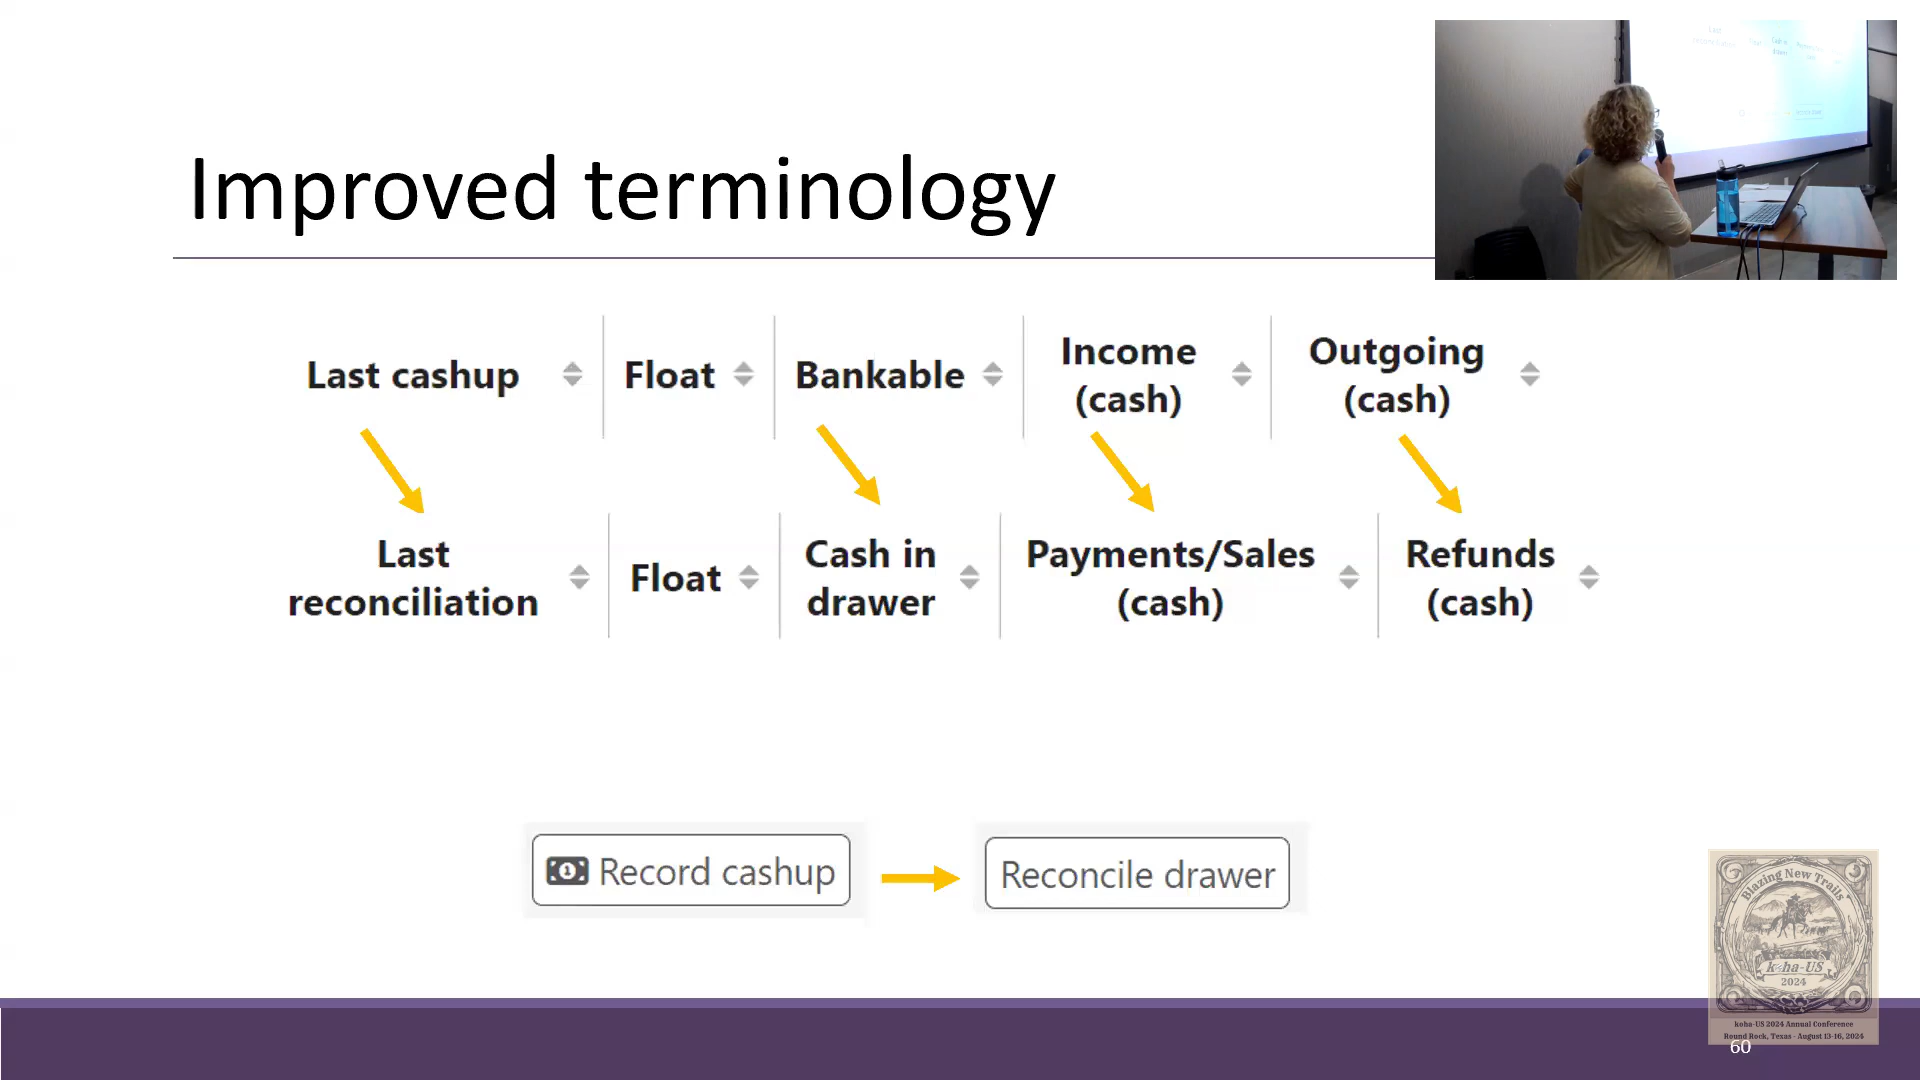 Improved terminology
Last cashup
Float
Bankable
Income
(cash)
Outgoing
(cash)
Last
reconciliation
Float
Cash in
drawer
Payments/Sales
(cash)
Refunds
(cash)
Record cashup
Reconcile drawer
Blazing New Trails
koha-US
2024
koha-US 2024 Annual Conference
Round Rock, Texas - August 13-16, 2024
60